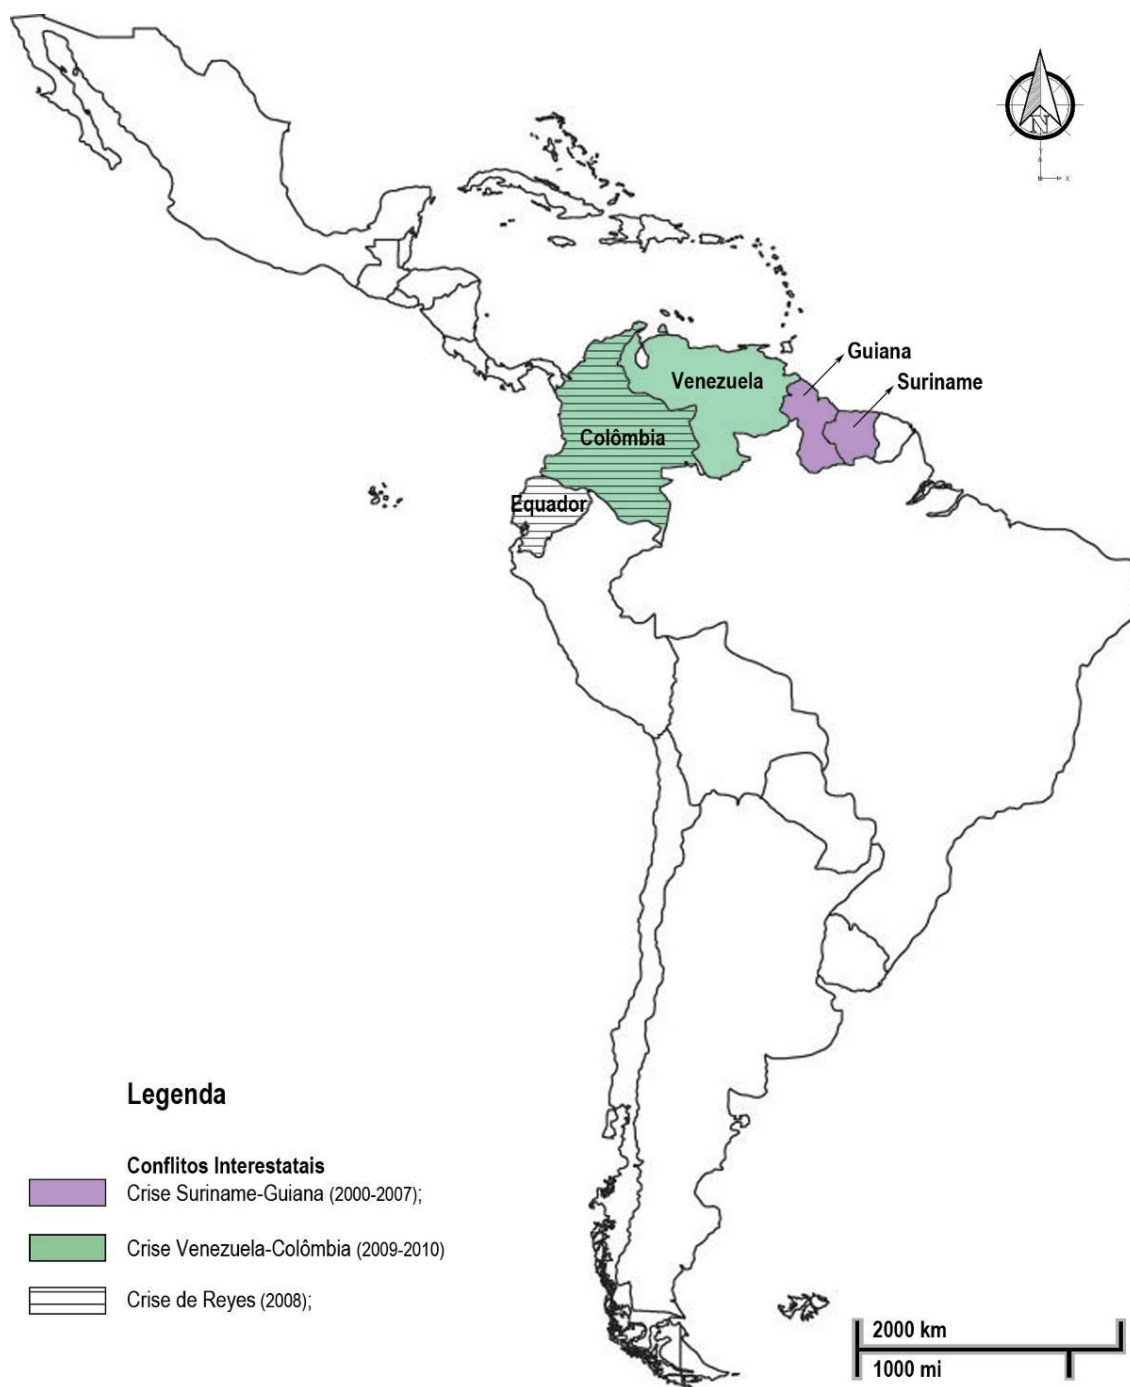 N
Y
X
Guiana
Suriname
Venezuela
Colômbia
Equador
Legenda
Conflitos Interestatais
Crise Suriname-Guiana (2000-2007);
Crise Venezuela-Colômbia (2009-2010)
Crise de Reyes (2008);
2000 km
1000 mi